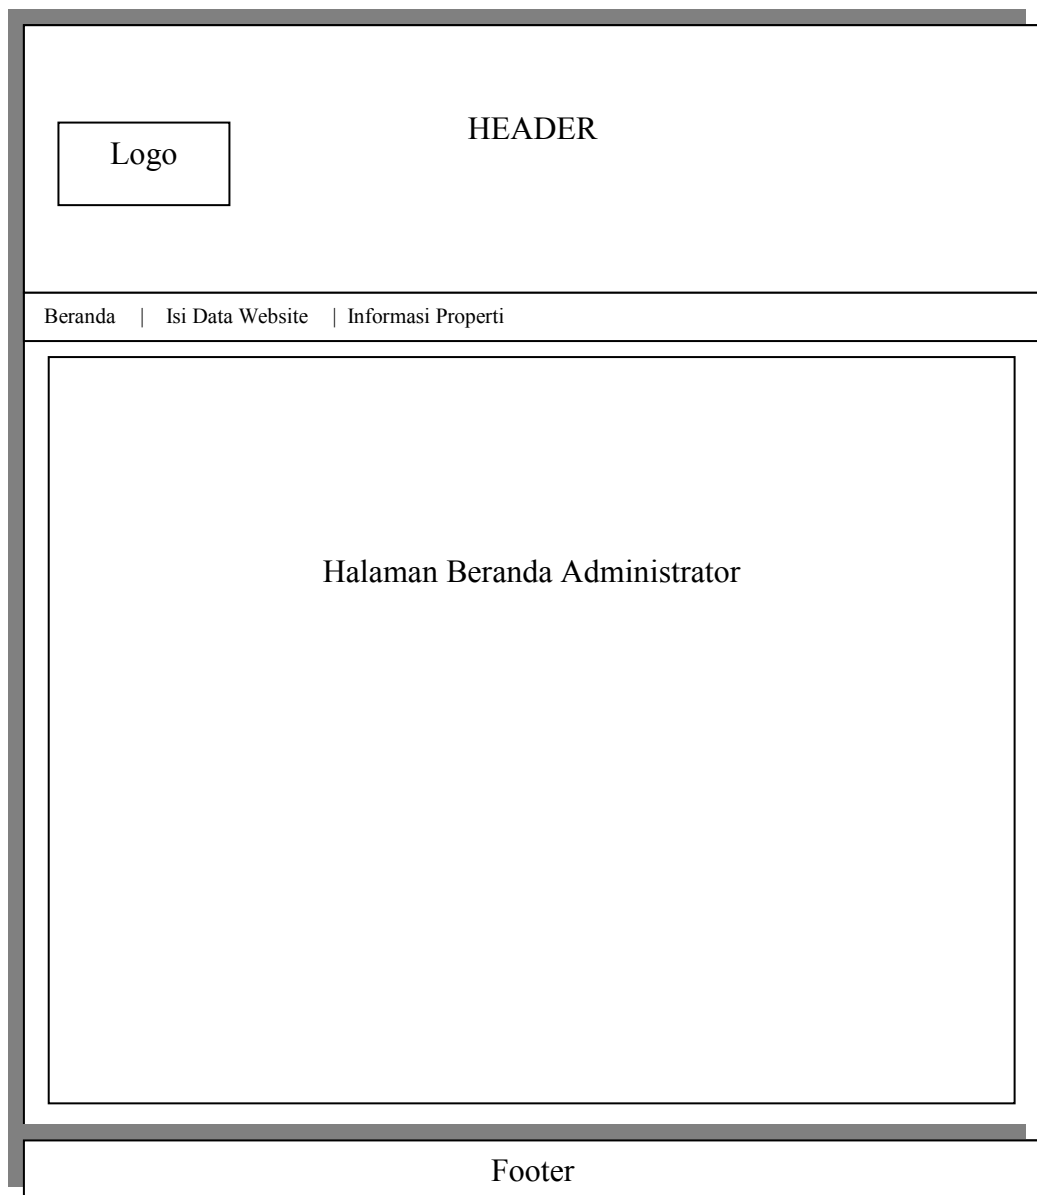 HEADER
Logo
Beranda | Isi Data Website | Informasi Properti
Halaman Beranda Administrator
Footer